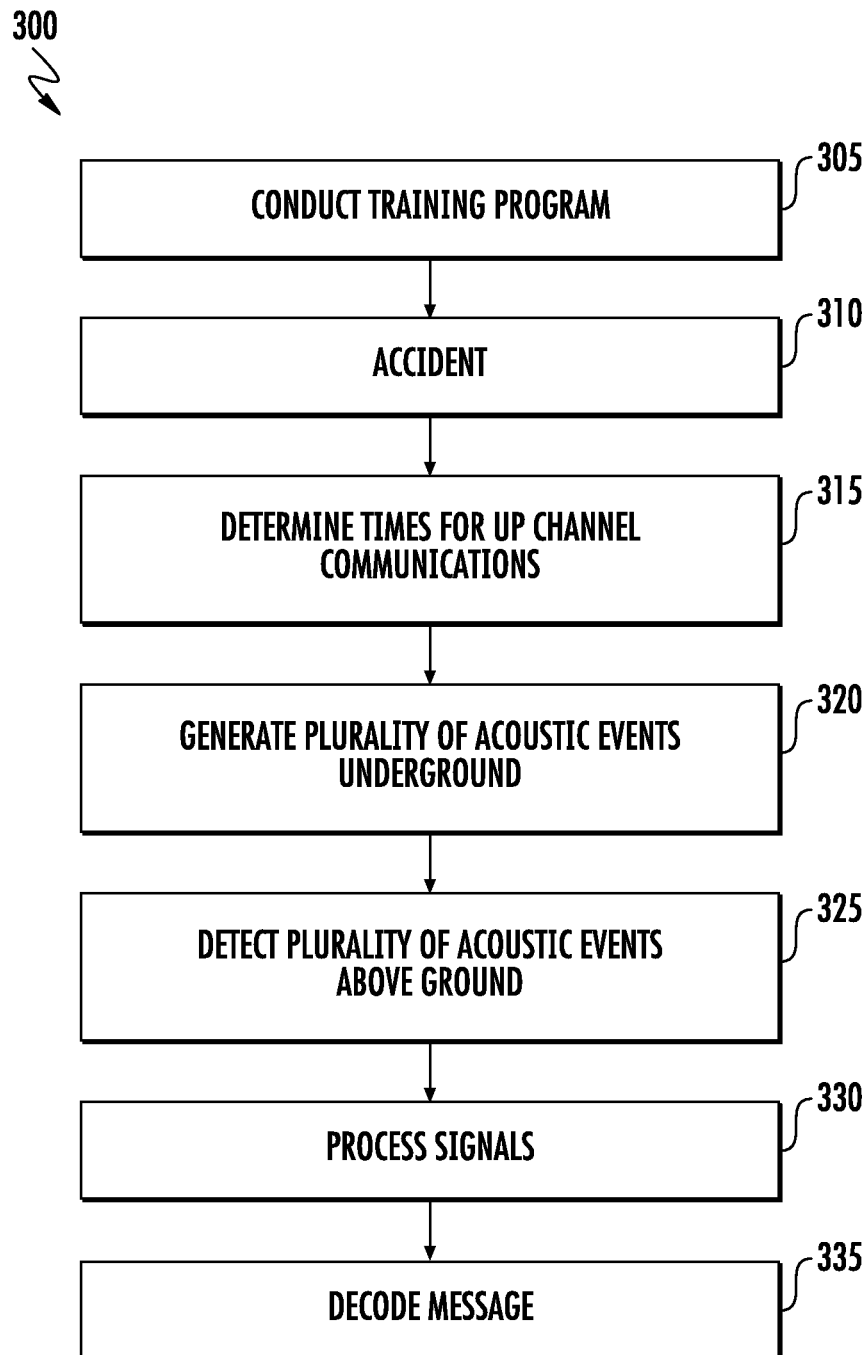 300
CONDUCT TRAINING PROGRAM
305
ACCIDENT
310
DETERMINE TIMES FOR UP CHANNEL
COMMUNICATIONS
315
GENERATE PLURALITY OF ACOUSTIC EVENTS
UNDERGROUND
320
DETECT PLURALITY OF ACOUSTIC EVENTS
ABOVE GROUND
325
PROCESS SIGNALS
330
DECODE MESSAGE
335